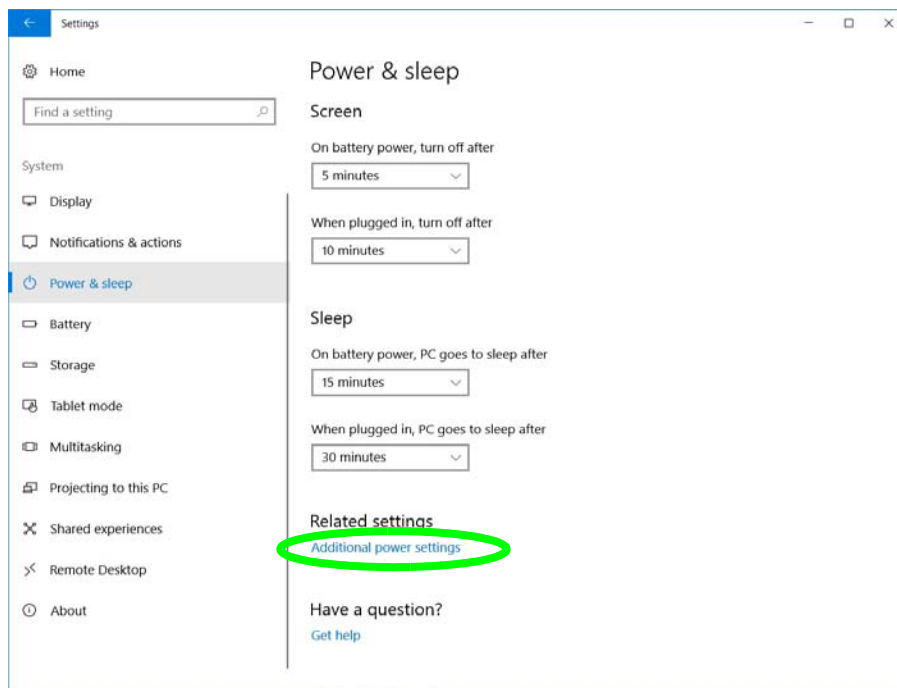 Settings
Home
Find a setting
System
Display
Notifications & actions
Power & sleep
Battery
Storage
Tablet mode
Multitasking
Projecting to this PC
Shared experiences
Remote Desktop
About
Power & sleep
Screen
On battery power, turn off after
5 minutes
When plugged in, turn off after
10 minutes
Sleep
On battery power, PC goes to sleep after
15 minutes
When plugged in, PC goes to sleep after
30 minutes
Related settings
Additional power settings
Have a question?
Get help